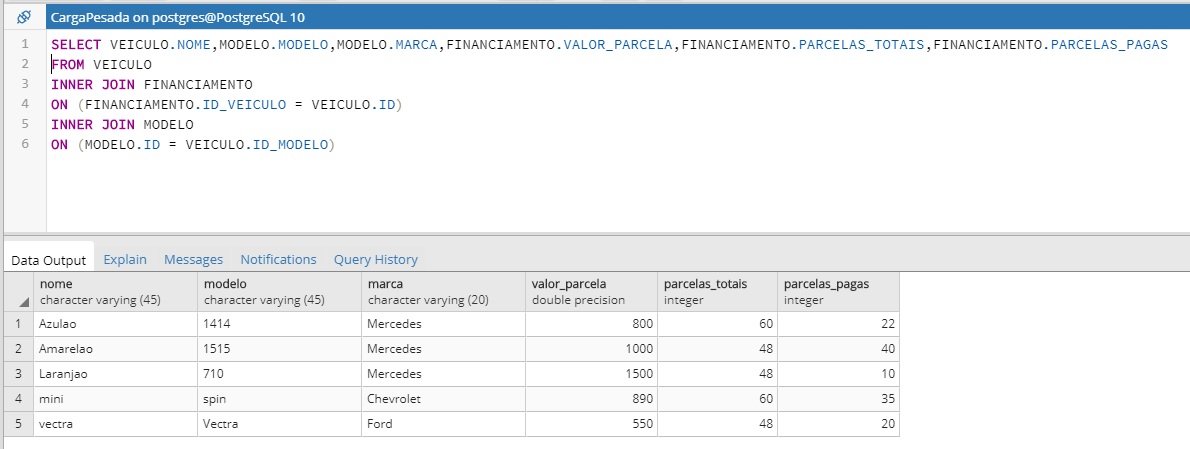 CargaPesada on postgres@PostgreSQL 10
1 SELECT VEICULO.NOME,MODELO.MODELO,MODELO.MARCA,FINANCIAMENTO.VALOR_PARCELA,FINANCIAMENTO.PARCELAS_TOTAIS,FINANCIAMENTO.PARCELAS_PAGAS
2 FROM VEICULO
3 INNER JOIN FINANCIAMENTO
4 ON (FINANCIAMENTO.ID_VEICULO = VEICULO.ID)
5 INNER JOIN MODELO
6 ON (MODELO.ID = VEICULO.ID_MODELO)
Data Output Explain Messages Notifications Query History
nome modelo marca valor_parcela parcelas_totais parcelas_pagas
character varying (45) character varying (45) character varying (20) double precision integer integer
1 Azulao 1414 Mercedes 800 60 22
2 Amarelao 1515 Mercedes 1000 48 40
3 Laranjao 710 Mercedes 1500 48 10
4 mini spin Chevrolet 890 60 35
5 vectra Vectra Ford 550 48 20